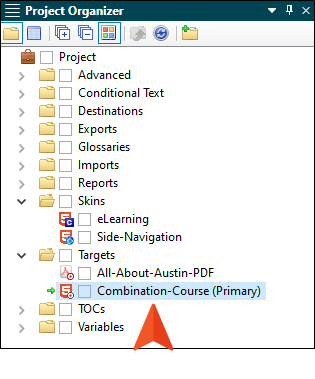 Project Organizer
Project
Advanced
Conditional Text
Destinations
Exports
Glossaries
Imports
Reports
Skins
eLearning
Side-Navigation
Targets
All-About-Austin-PDF
Combination-Course (Primary)
TOCs
Variables